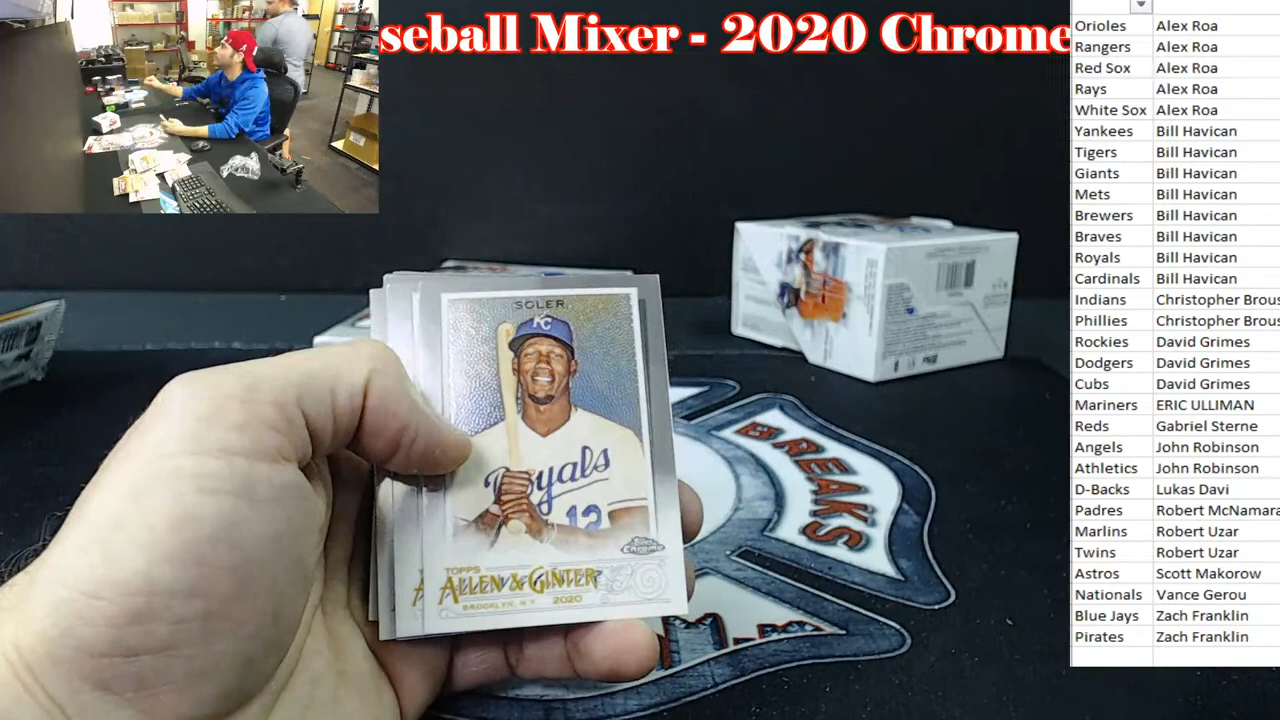 seball Mixer - 2020 Chrome
Orioles Alex Roa
Rangers Alex Roa
Red Sox Alex Roa
Rays Alex Roa
White Sox Alex Roa
Yankees Bill Havican
Tigers Bill Havican
Giants Bill Havican
Mets Bill Havican
Brewers Bill Havican
Braves Bill Havican
Royals Bill Havican
Cardinals Bill Havican
Indians Christopher Brous
Phillies Christopher Brous
Rockies David Grimes
Dodgers David Grimes
Cubs David Grimes
Mariners ERIC ULLIMAN
Reds Gabriel Sterne
Angels John Robinson
Athletics John Robinson
D-Backs Lukas Davi
Padres Robert McNamara
Marlins Robert Uzar
Twins Robert Uzar
Astros Scott Makorow
Nationals Vance Gerou
Blue Jays Zach Franklin
Pirates Zach Franklin
SOLER
KC
Royals
12
Topps
Chrome
TOPPS
ALLEN & GINTER
BROOKLYN, N.Y. 2020
BREAKS